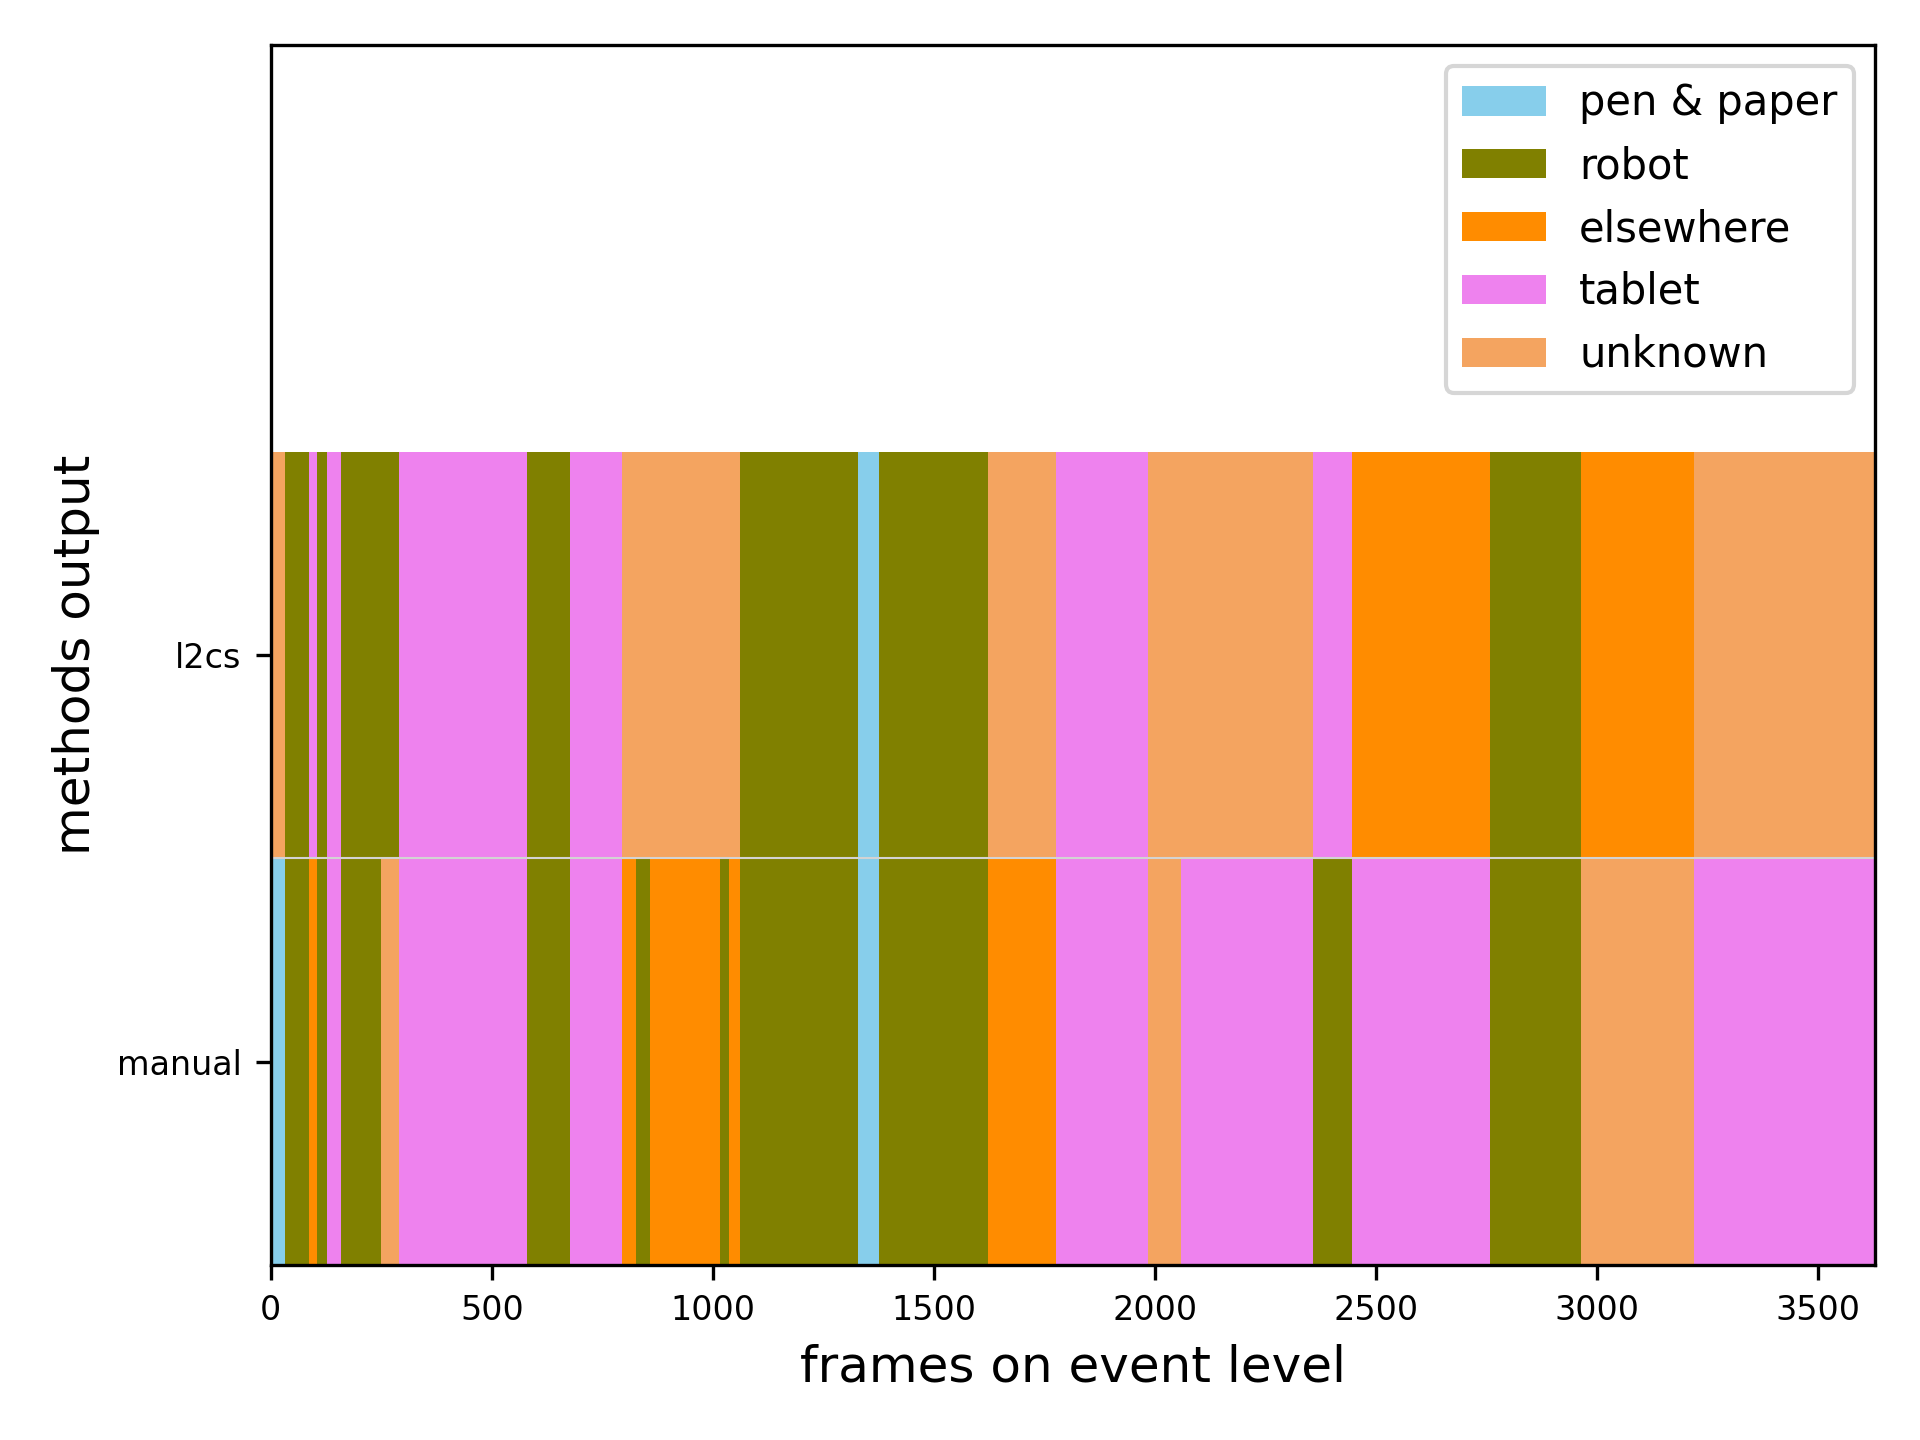 pen & paper
robot
elsewhere
tablet
unknown
methods output
l2cs
manual
0 500 1000 1500 2000 2500 3000 3500
frames on event level